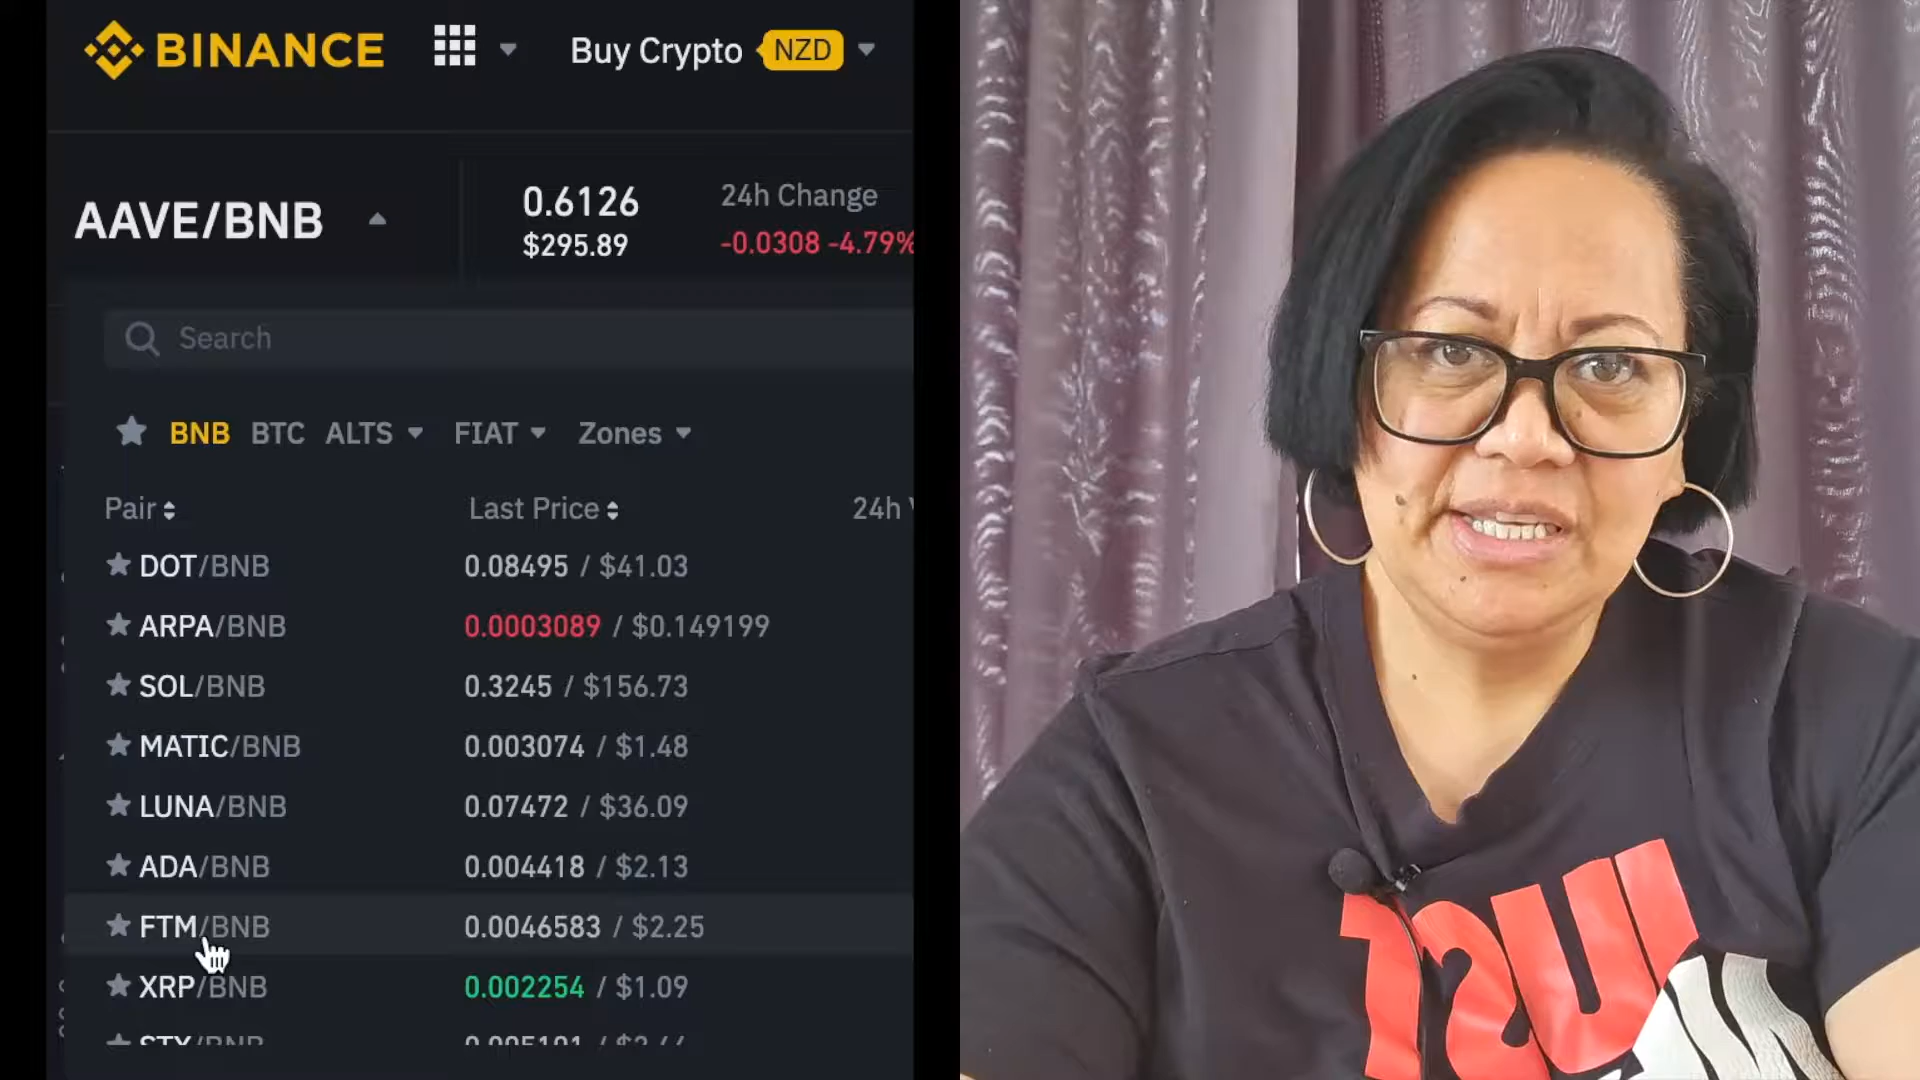 BINANCE
Buy Crypto NZD
AAVE/BNB
0.6126
$295.89
24h Change
-0.0308 -4.79%
Search
BNB BTC ALTS FIAT Zones
Pair Last Price 24h
DOT/BNB 0.08495 / $41.03
ARPA/BNB 0.0003089 / $0.149199
SOL/BNB 0.3245 / $156.73
MATIC/BNB 0.003074 / $1.48
LUNA/BNB 0.07472 / $36.09
ADA/BNB 0.004418 / $2.13
FTM/BNB 0.0046583 / $2.25
XRP/BNB 0.002254 / $1.09
JUST